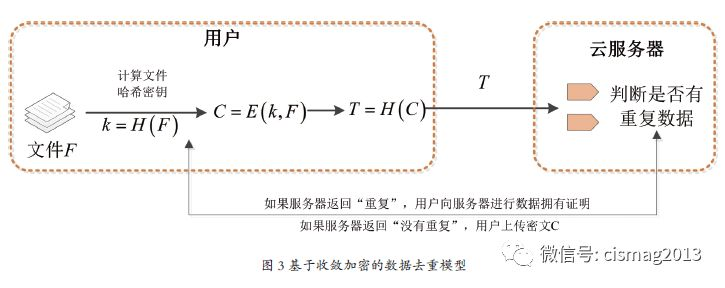 用户
云服务器
计算文件
哈希密钥
k = H(F)
C = E(k, F)
T = H(C)
T
文件F
判断是否有
重复数据
如果服务器返回“重复”，用户向服务器进行数据拥有证明
如果服务器返回“没有重复”，用户上传密文C
图 3 基于收敛加密的数据去重模型
微信号: cismag2013